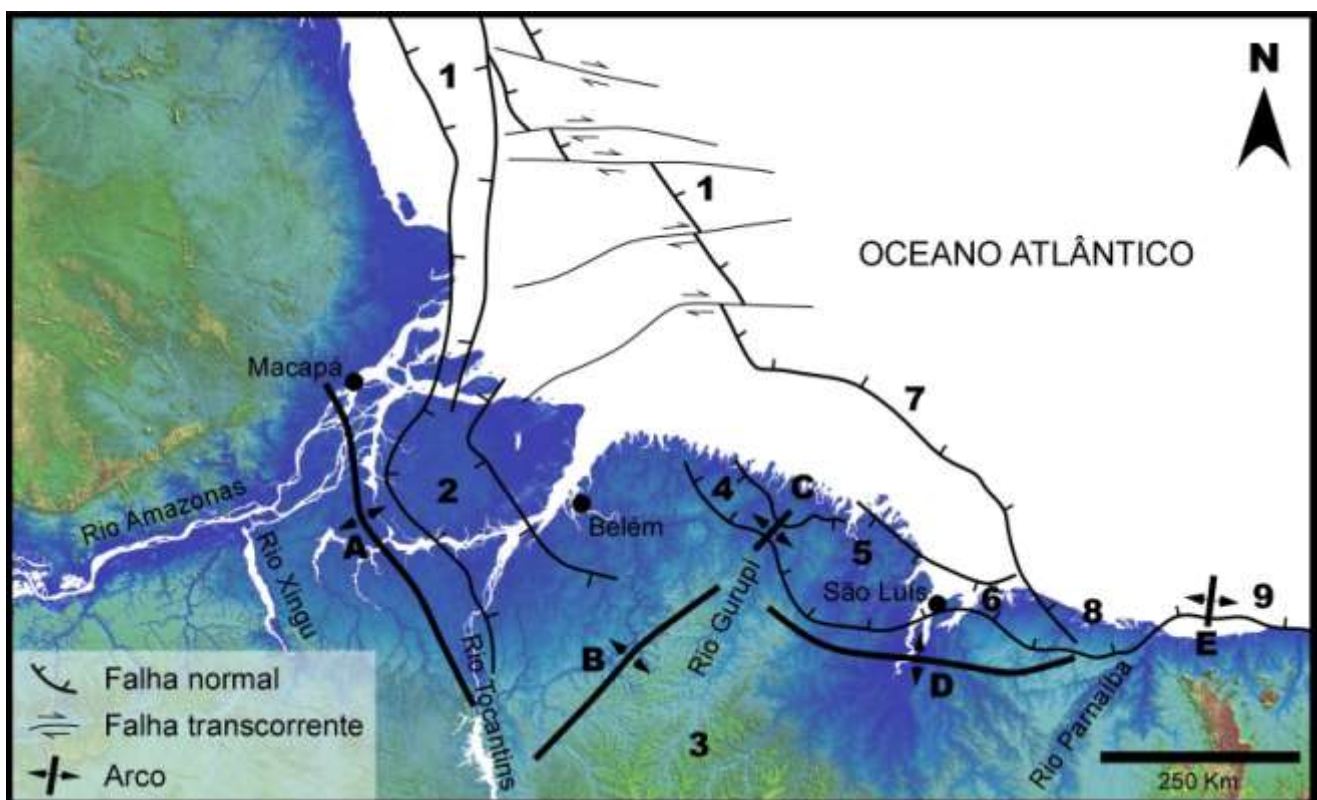 1
N
1
OCEANO ATLÂNTICO
Macapá
7
Rio Amazonas
2
4
C
Belém
A
Rio Xingu
5
São Luís
6
8
9
E
B
Rio Gurupi
D
Rio Tocantins
3
Rio Parnaíba
Falha normal
Falha transcorrente
Arco
250 Km